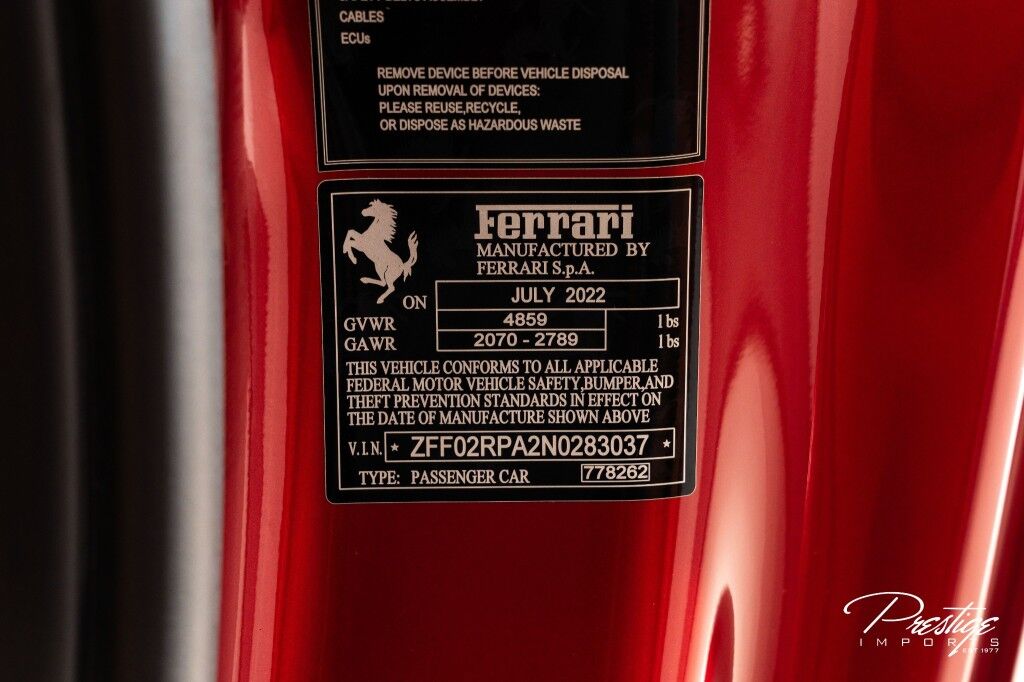 CABLES
ECUs
REMOVE DEVICE BEFORE VEHICLE DISPOSAL
UPON REMOVAL OF DEVICES:
PLEASE REUSE,RECYCLE,
OR DISPOSE AS HAZARDOUS WASTE
Ferrari
MANUFACTURED BY
FERRARI S.p.A.
ON JULY 2022
GVWR 4859 lbs
GAWR 2070 - 2789 lbs
THIS VEHICLE CONFORMS TO ALL APPLICABLE
FEDERAL MOTOR VEHICLE SAFETY,BUMPER,AND
THEFT PREVENTION STANDARDS IN EFFECT ON
THE DATE OF MANUFACTURE SHOWN ABOVE
V.I.N. * ZFF02RPA2N0283037 *
TYPE: PASSENGER CAR 778262
Prestige
IMPORTS
EST 1977